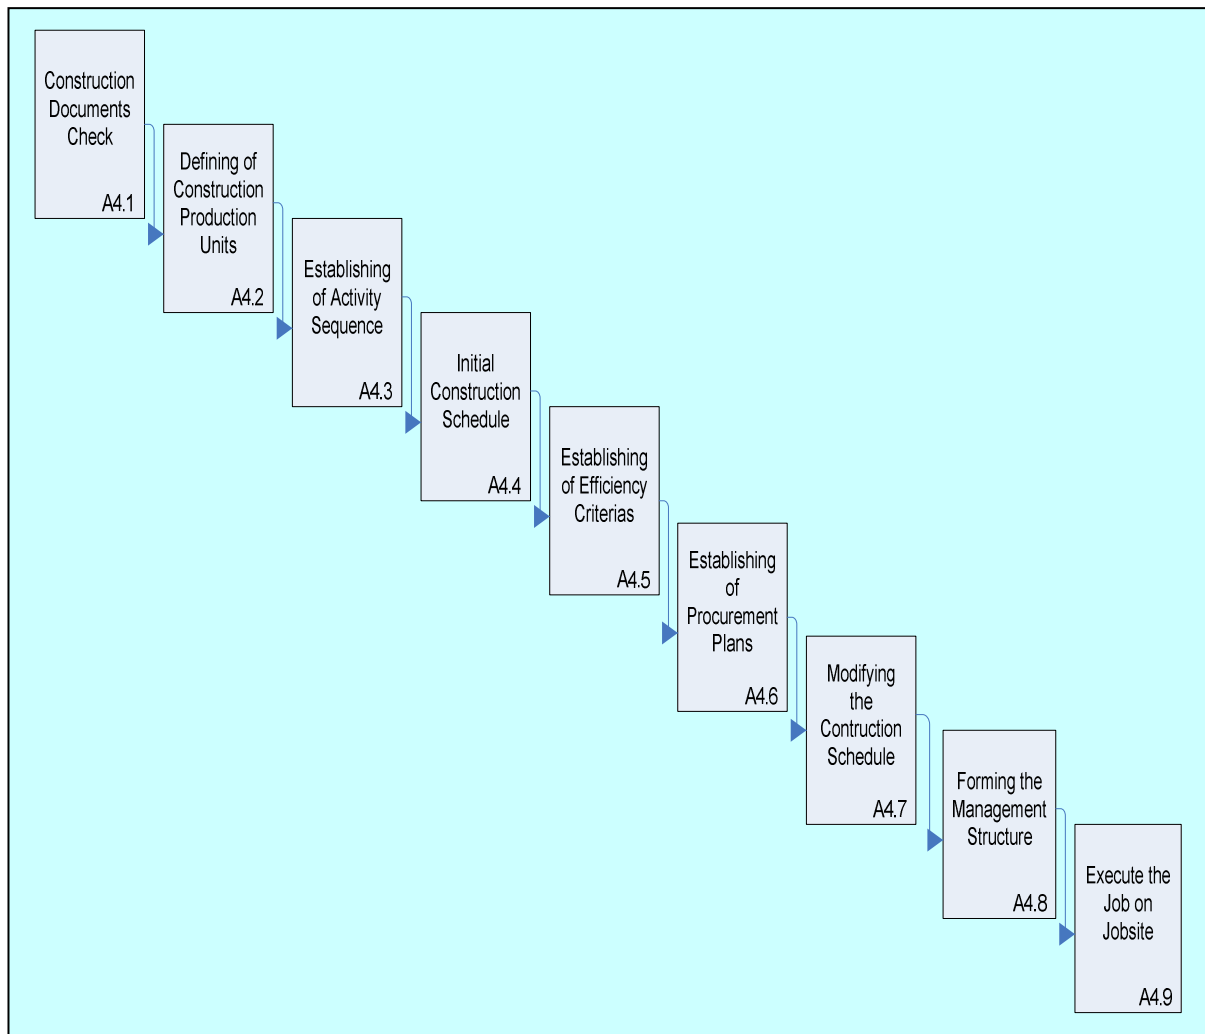 Construction
Documents
Check
A4.1
Defining of
Construction
Production
Units
A4.2
Establishing
of Activity
Sequence
A4.3
Initial
Construction
Schedule
A4.4
Establishing
of Efficiency
Criterias
A4.5
Establishing
of
Procurement
Plans
A4.6
Modifying
the
Contruction
Schedule
A4.7
Forming the
Management
Structure
A4.8
Execute the
Job on
Jobsite
A4.9